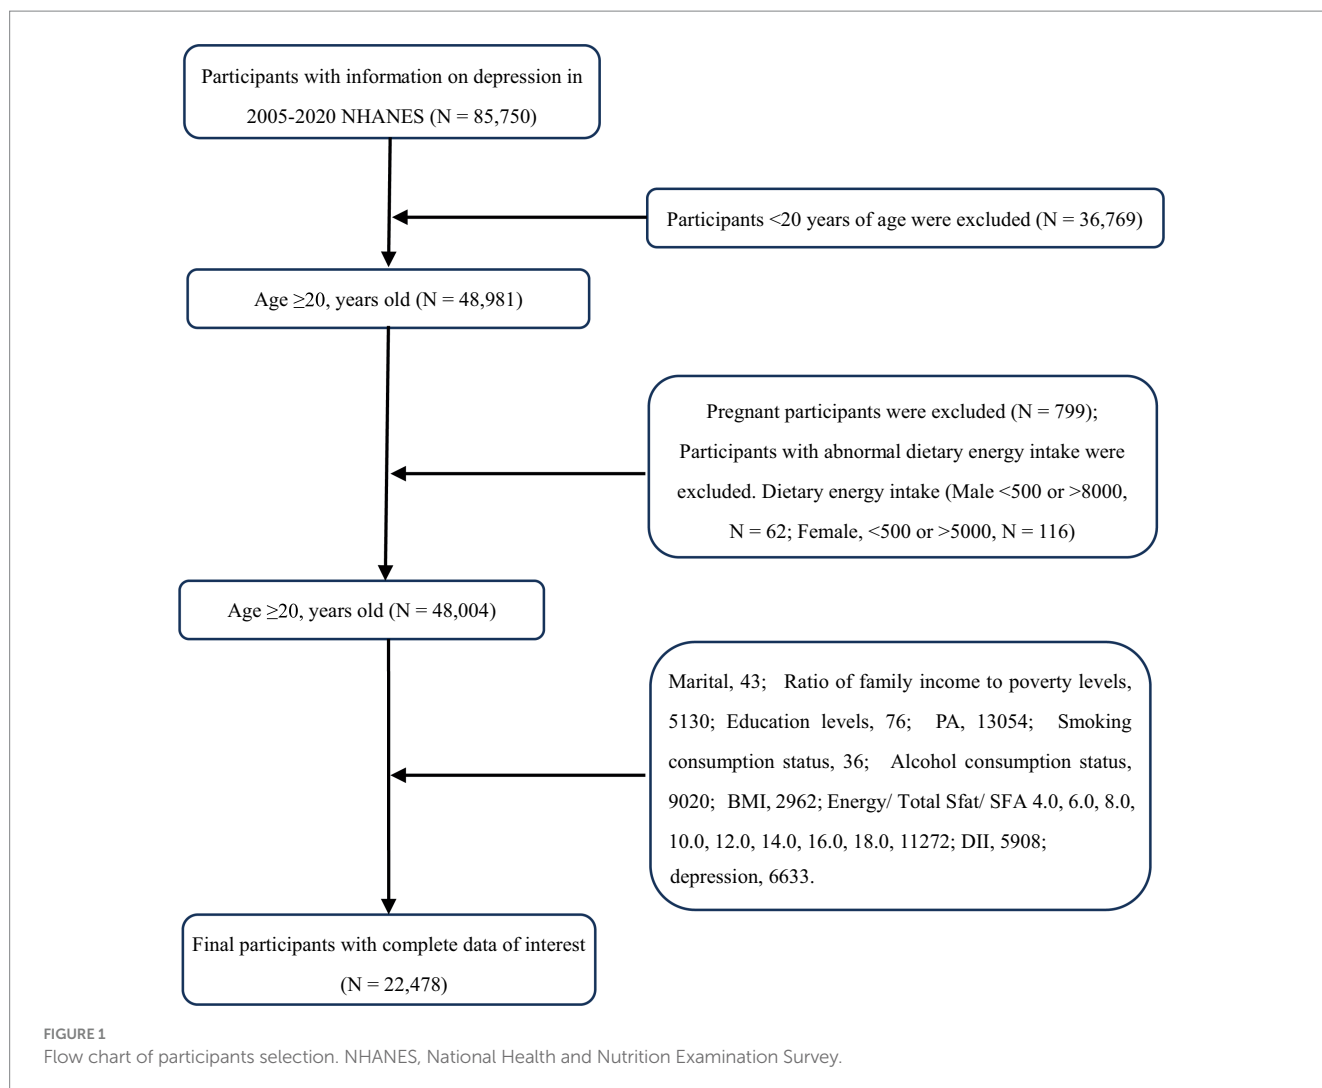 Participants with information on depression in
2005-2020 NHANES (N = 85,750)
Participants <20 years of age were excluded (N = 36,769)
Age ≥20, years old (N = 48,981)
Pregnant participants were excluded (N = 799);
Participants with abnormal dietary energy intake were
excluded. Dietary energy intake (Male <500 or >8000,
N = 62; Female, <500 or >5000, N = 116)
Age ≥20, years old (N = 48,004)
Marital, 43; Ratio of family income to poverty levels,
5130; Education levels, 76; PA, 13054; Smoking
consumption status, 36; Alcohol consumption status,
9020; BMI, 2962; Energy/ Total Sfat/ SFA 4.0, 6.0, 8.0,
10.0, 12.0, 14.0, 16.0, 18.0, 11272; DII, 5908;
depression, 6633.
Final participants with complete data of interest
(N = 22,478)
FIGURE 1
Flow chart of participants selection. NHANES, National Health and Nutrition Examination Survey.